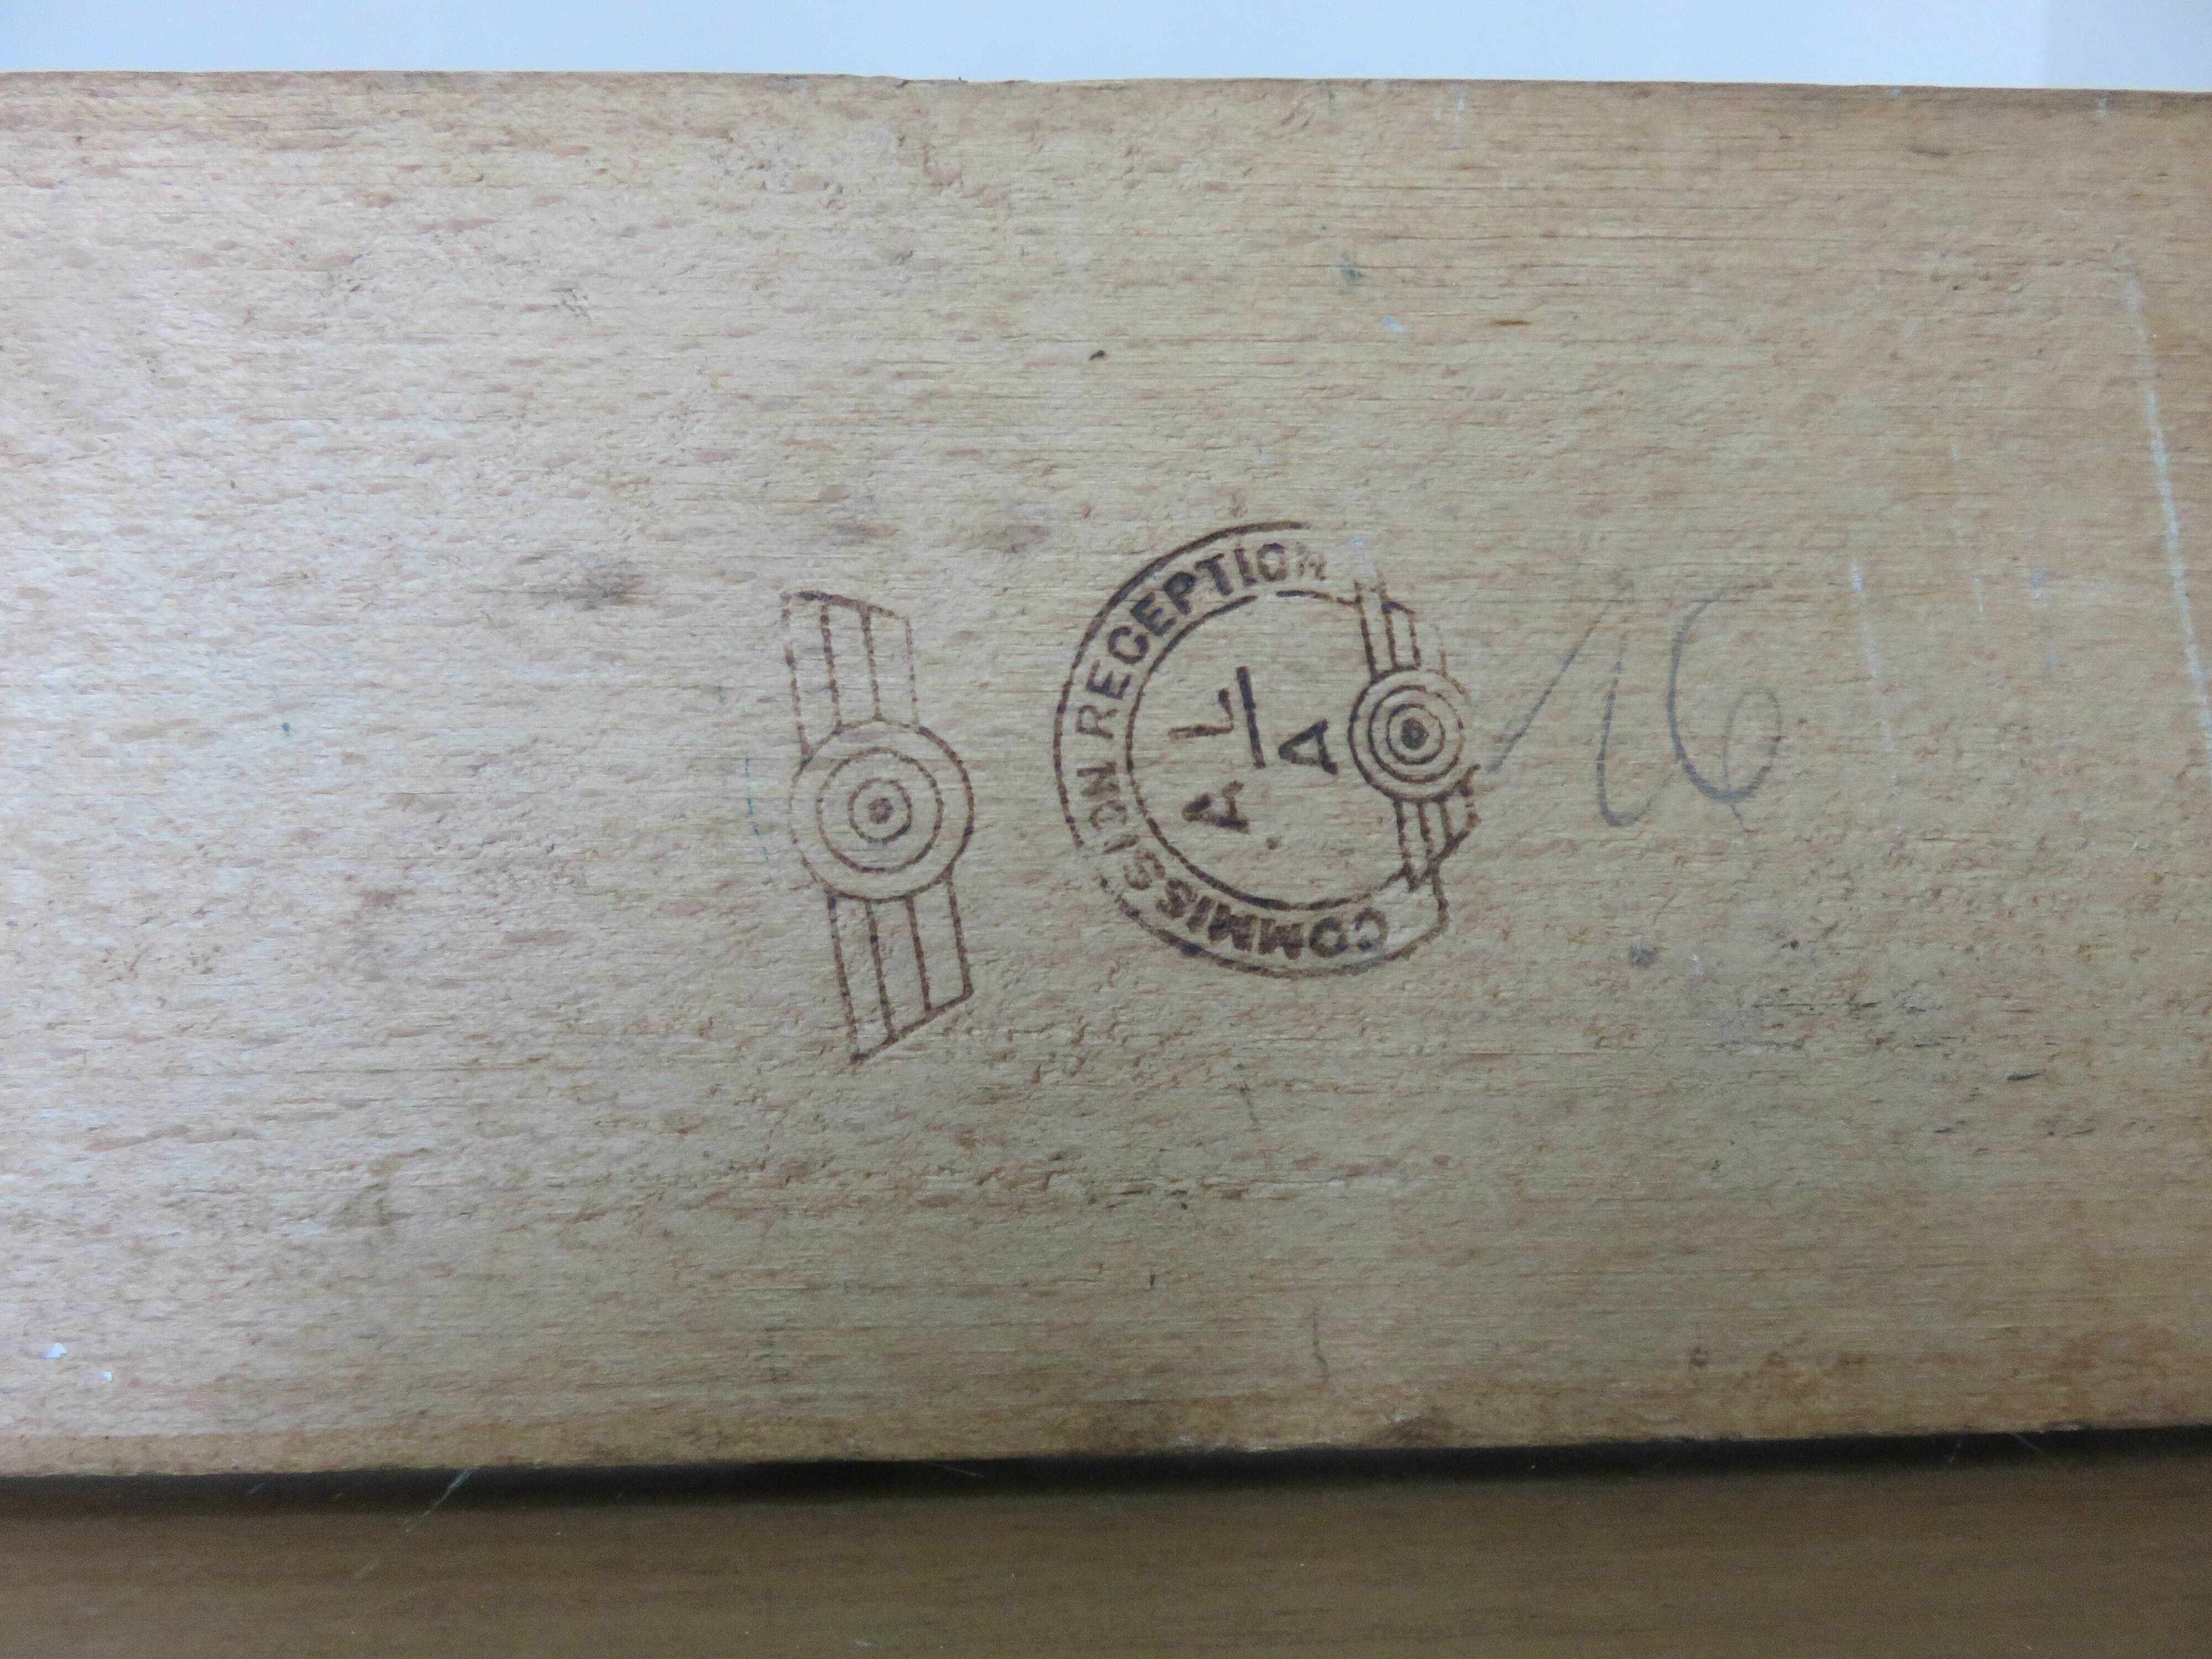 COMMISSION RECEPTION
A L
A
16